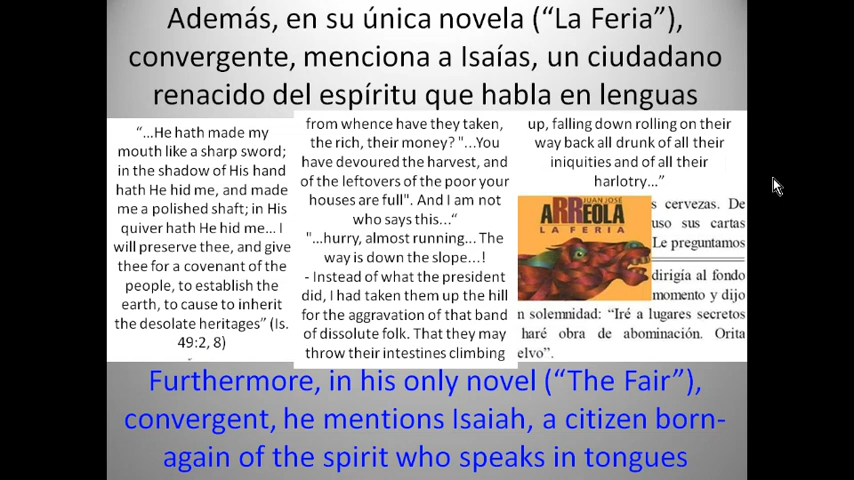 Además, en su única novela (“La Feria”),
convergente, menciona a Isaías, un ciudadano
renacido del espíritu que habla en lenguas
“...He hath made my
mouth like a sharp sword;
in the shadow of His hand
hath He hid me, and made
me a polished shaft; in His
quiver hath He hid me... I
will preserve thee, and give
thee for a covenant of the
people, to establish the
earth, to cause to inherit
the desolate heritages” (Is.
49:2, 8)
from whence have they taken,
the rich, their money? "...You
have devoured the harvest, and
of the leftovers of the poor your
houses are full". And I am not
who says this...“
"...hurry, almost running... The
way is down the slope...!
- Instead of what the president
did, I had taken them up the hill
for the aggravation of that band
of dissolute folk. That they may
throw their intestines climbing
up, falling down rolling on their
way back all drunk of all their
iniquities and of all their
harlotry...”
JUAN JOSÉ
ARREOLA
LA FERIA
s cervezas. De
uso sus cartas
Le preguntamos
dirigía al fondo
momento y dijo
n solemnidad: “Iré a lugares secretos
haré obra de abominación. Orita
elvo”.
Furthermore, in his only novel (“The Fair”),
convergent, he mentions Isaiah, a citizen born-
again of the spirit who speaks in tongues